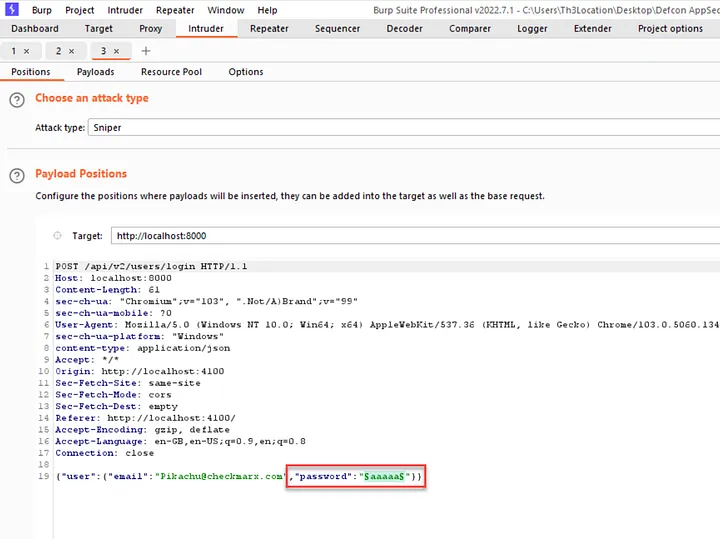 Burp Project Intruder Repeater Window Help Burp Suite Professional v2022.7.1 - C:\Users\Th3Location\Desktop\Defcon AppSec
Dashboard Target Proxy Intruder Repeater Sequencer Decoder Comparer Logger Extender Project options
1 × 2 × 3 × +
Positions Payloads Resource Pool Options
? Choose an attack type
Attack type: Sniper
? Payload Positions
Configure the positions where payloads will be inserted, they can be added into the target as well as the base request.
Target: http://localhost:8000
1 POST /api/v2/users/login HTTP/1.1
2 Host: localhost:8000
3 Content-Length: 61
4 sec-ch-ua: "Chromium";v="103", ".Not/A)Brand";v="99"
5 sec-ch-ua-mobile: ?0
6 User-Agent: Mozilla/5.0 (Windows NT 10.0; Win64; x64) AppleWebKit/537.36 (KHTML, like Gecko) Chrome/103.0.5060.134
7 sec-ch-ua-platform: "Windows"
8 content-type: application/json
9 Accept: */*
10 Origin: http://localhost:4100
11 Sec-Fetch-Site: same-site
12 Sec-Fetch-Mode: cors
13 Sec-Fetch-Dest: empty
14 Referer: http://localhost:4100/
15 Accept-Encoding: gzip, deflate
16 Accept-Language: en-GB,en-US;q=0.9,en;q=0.8
17 Connection: close
18
19 {"user":{"email":"Pikachu@checkmarx.com","password":"§aaaaa§"}}